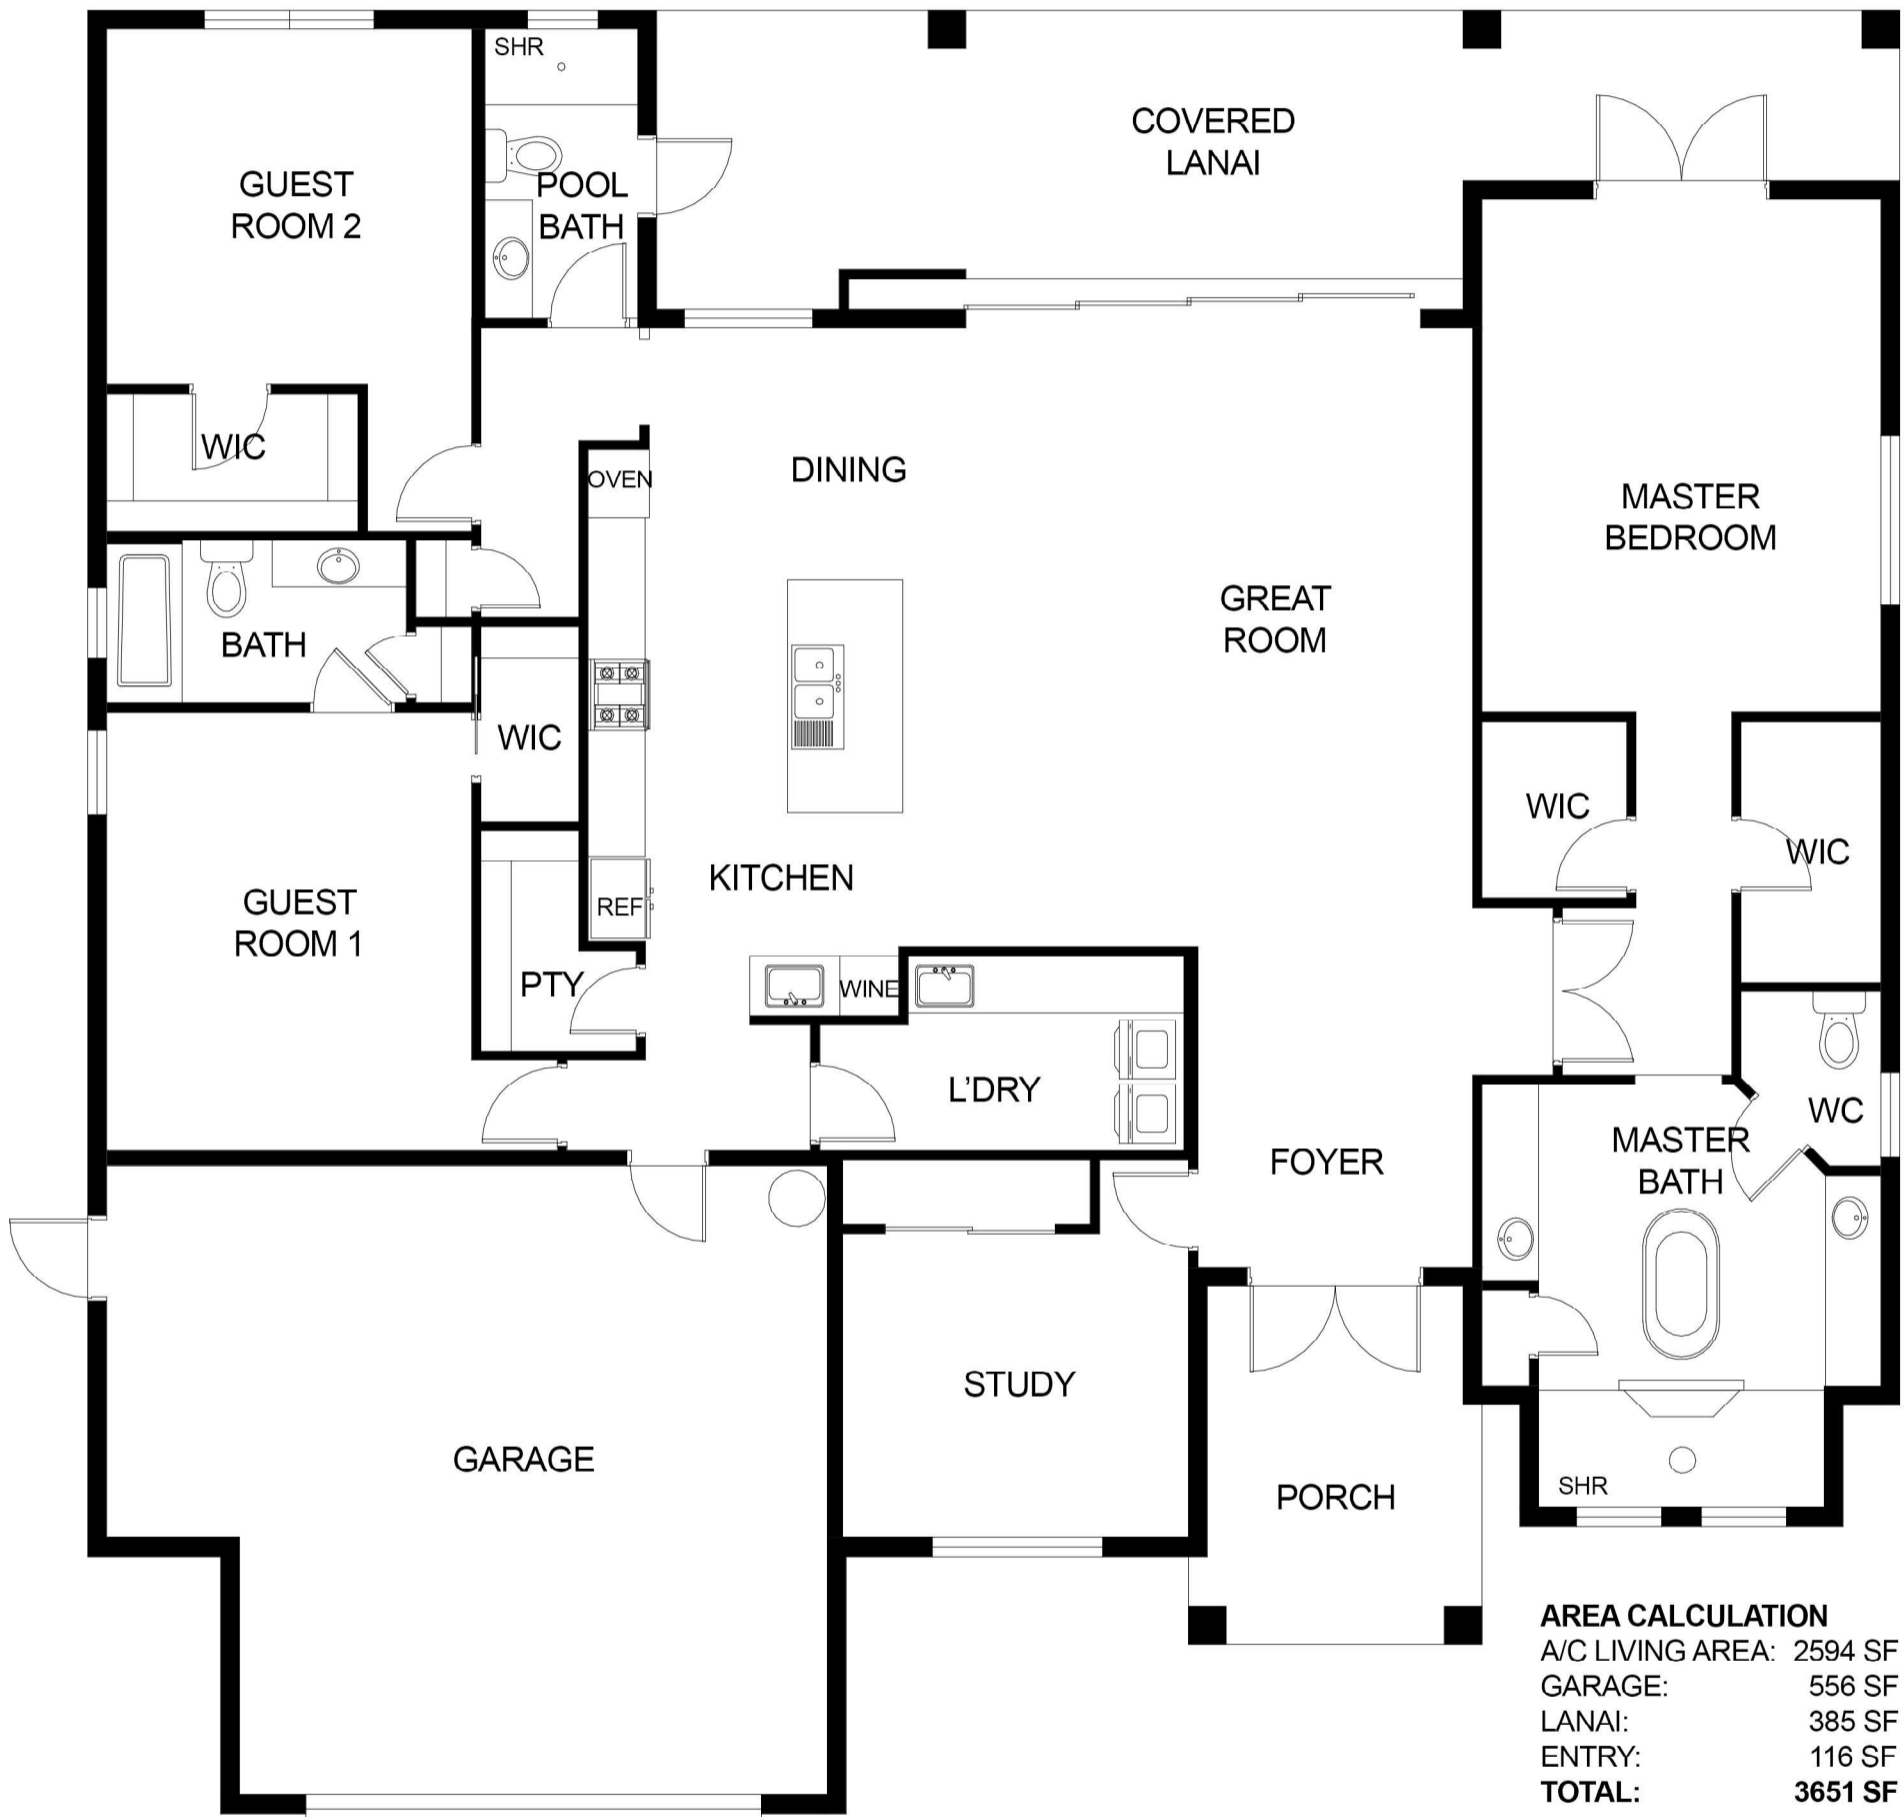 SHR
COVERED
LANAI
GUEST
ROOM 2
POOL
BATH
WIC
OVEN
DINING
MASTER
BEDROOM
GREAT
ROOM
BATH
WIC
WIC
WIC
KITCHEN
GUEST
ROOM 1
REF
PTY
WINE
L'DRY
WC
MASTER
BATH
FOYER
STUDY
GARAGE
PORCH
SHR
AREA CALCULATION
A/C LIVING AREA: 2594 SF
GARAGE: 556 SF
LANAI: 385 SF
ENTRY: 116 SF
TOTAL: 3651 SF